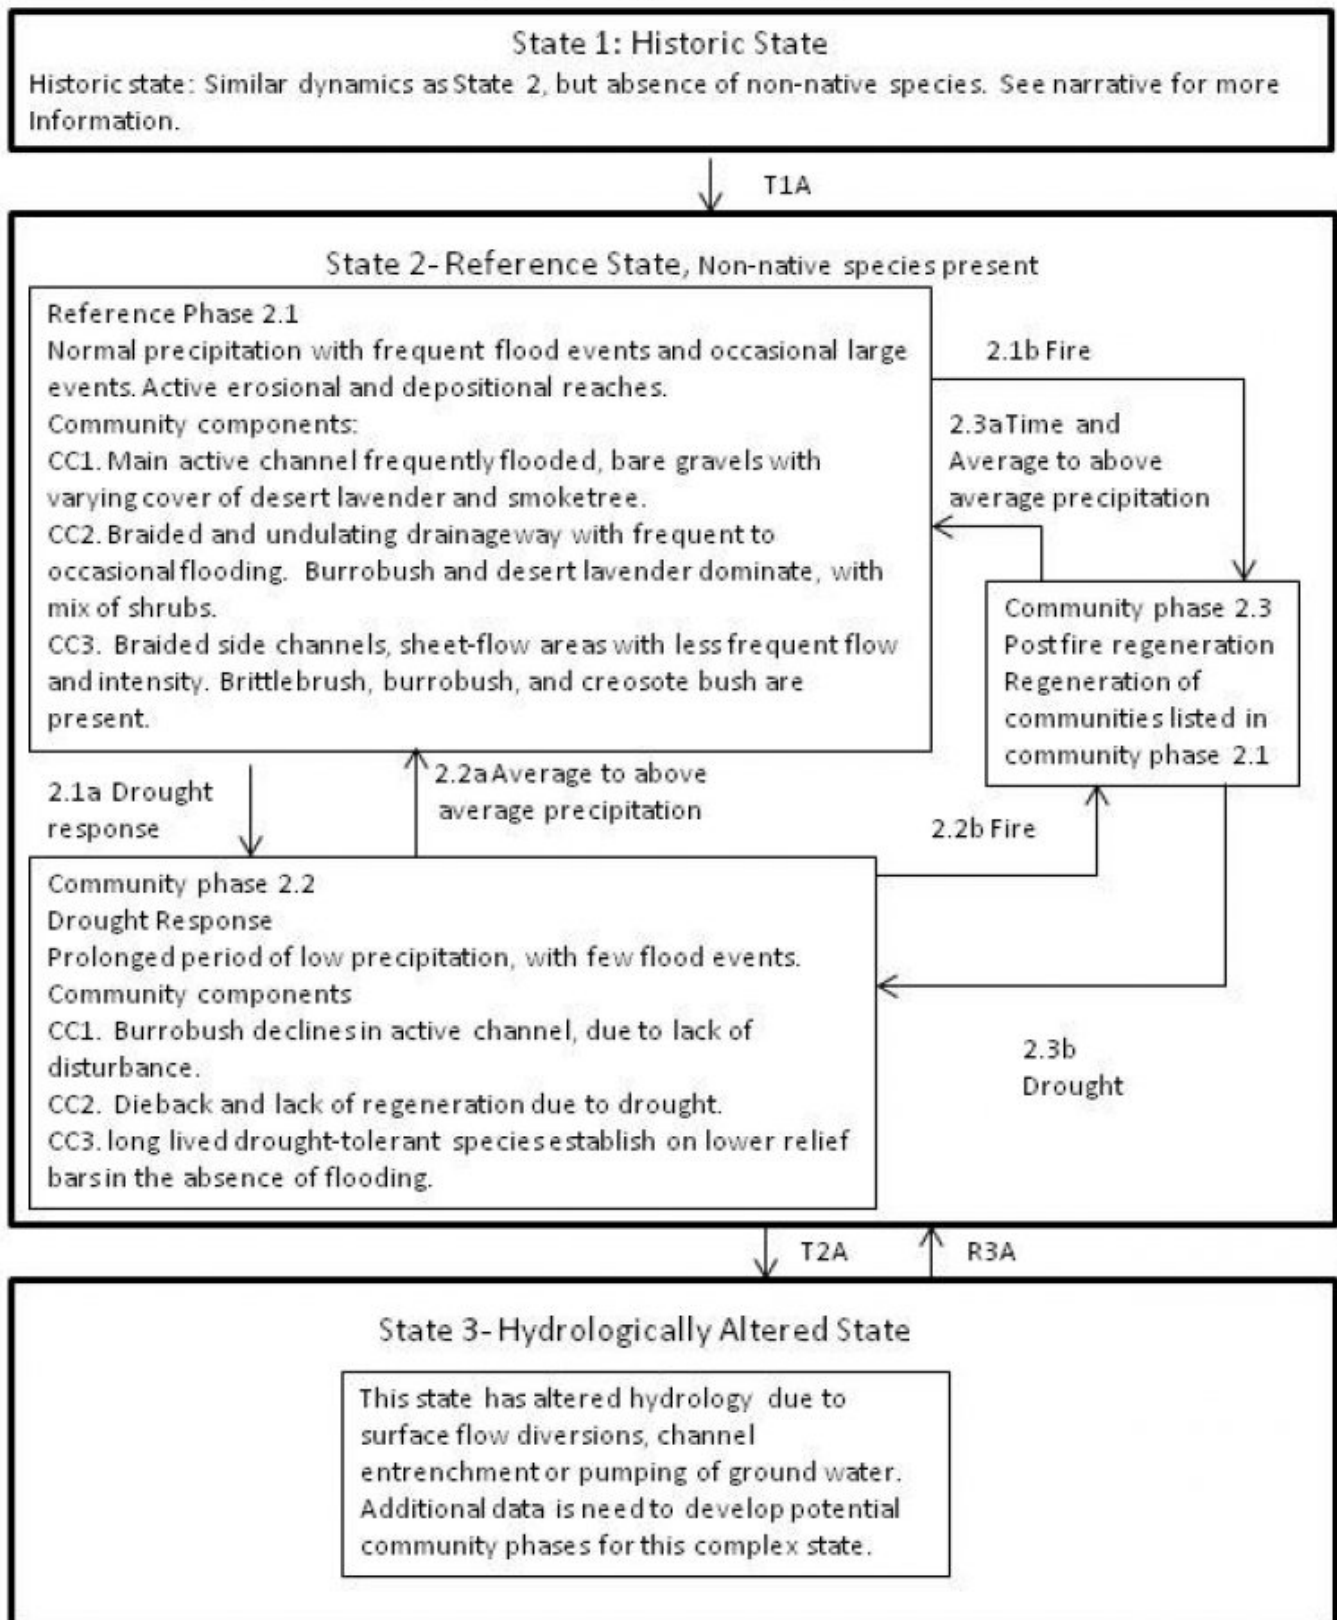 State 1: Historic State
Historic state: Similar dynamics as State 2, but absence of non-native species. See narrative for more
Information.
T1A
State 2- Reference State, Non-native species present
Reference Phase 2.1
Normal precipitation with frequent flood events and occasional large
events. Active erosional and depositional reaches.
Community components:
CC1. Main active channel frequently flooded, bare gravels with
varying cover of desert lavender and smoketree.
CC2. Braided and undulating drainageway with frequent to
occasional flooding. Burrobush and desert lavender dominate, with
mix of shrubs.
CC3. Braided side channels, sheet-flow areas with less frequent flow
and intensity. Brittlebrush, burrobush, and creosote bush are
present.
2.1b Fire
2.3a Time and
Average to above
average precipitation
Community phase 2.3
Postfire regeneration
Regeneration of
communities listed in
community phase 2.1
2.1a Drought
response
2.2a Average to above
average precipitation
2.2b Fire
Community phase 2.2
Drought Response
Prolonged period of low precipitation, with few flood events.
Community components
CC1. Burrobush declines in active channel, due to lack of
disturbance.
CC2. Dieback and lack of regeneration due to drought.
CC3. long lived drought-tolerant species establish on lower relief
bars in the absence of flooding.
2.3b
Drought
T2A
R3A
State 3- Hydrologically Altered State
This state has altered hydrology due to
surface flow diversions, channel
entrenchment or pumping of ground water.
Additional data is need to develop potential
community phases for this complex state.